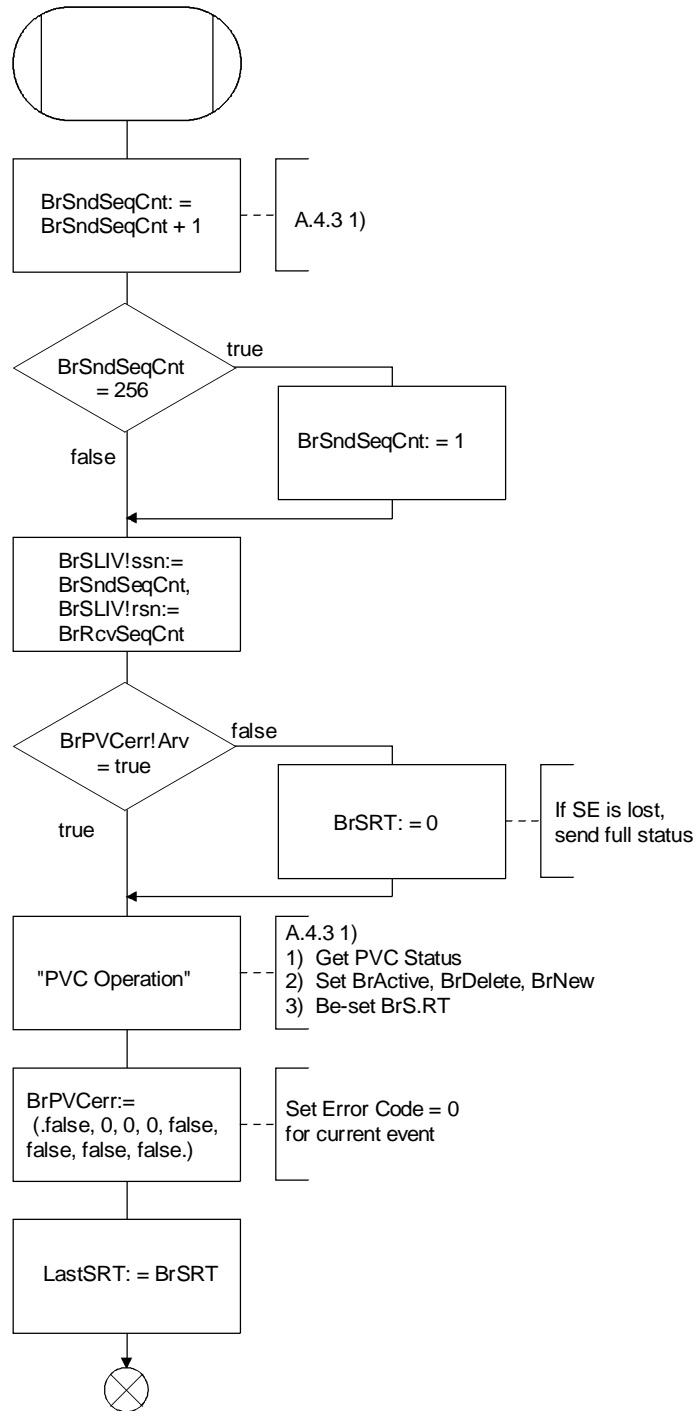 BrSndSeqCnt: =
BrSndSeqCnt + 1
A.4.3 1)
BrSndSeqCnt
= 256
true
BrSndSeqCnt: = 1
false
BrSLIV!ssn:=
BrSndSeqCnt,
BrSLIV!rsn:=
BrRcvSeqCnt
BrPVCerr!Arv
= true
false
BrSRT: = 0
If SE is lost,
send full status
true
"PVC Operation"
A.4.3 1)
1) Get PVC Status
2) Set BrActive, BrDelete, BrNew
3) Be-set BrS.RT
BrPVCerr:=
(.false, 0, 0, 0, false,
false, false, false.)
Set Error Code = 0
for current event
LastSRT: = BrSRT